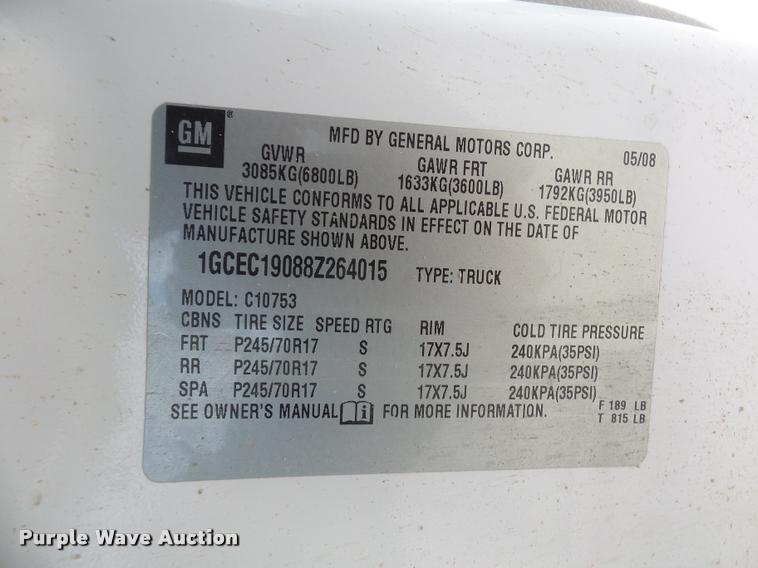 GM®
MFD BY GENERAL MOTORS CORP. 05/08
GVWR GAWR FRT GAWR RR
3085KG(6800LB) 1633KG(3600LB) 1792KG(3950LB)
THIS VEHICLE CONFORMS TO ALL APPLICABLE U.S. FEDERAL MOTOR
VEHICLE SAFETY STANDARDS IN EFFECT ON THE DATE OF
MANUFACTURE SHOWN ABOVE.
1GCEC19088Z264015 TYPE: TRUCK
MODEL: C10753
CBNS TIRE SIZE SPEED RTG RIM COLD TIRE PRESSURE
FRT P245/70R17 S 17X7.5J 240KPA(35PSI)
RR P245/70R17 S 17X7.5J 240KPA(35PSI)
SPA P245/70R17 S 17X7.5J 240KPA(35PSI)
SEE OWNER'S MANUAL i FOR MORE INFORMATION. F 189 LB
T 815 LB
Purple Wave Auction